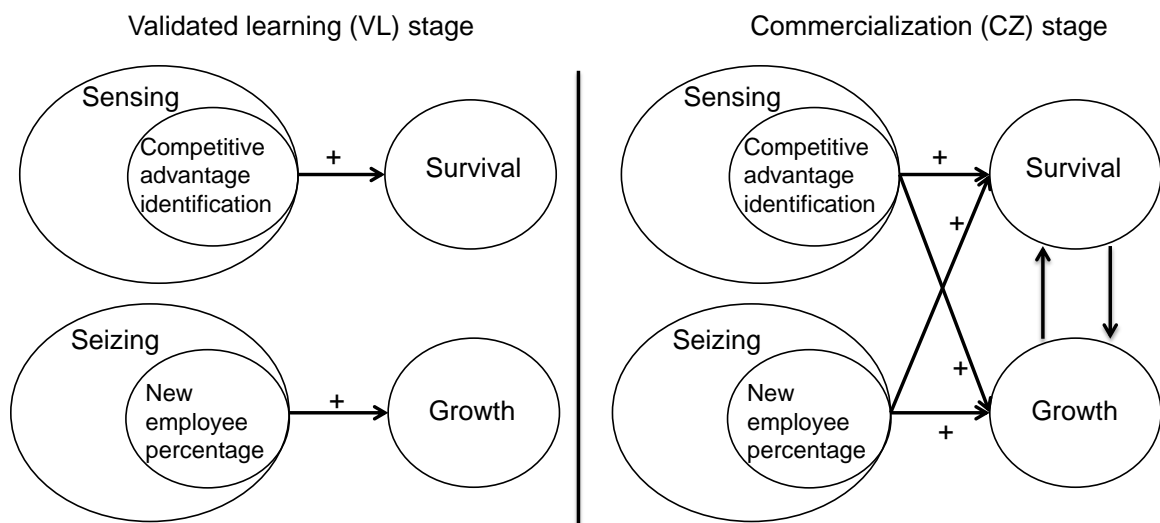 Validated learning (VL) stage
Sensing
Competitive
advantage
identification
+
Survival
Seizing
New
employee
percentage
+
Growth
Commercialization (CZ) stage
Sensing
Competitive
advantage
identification
+
+
Survival
Seizing
New
employee
percentage
+
+
Growth